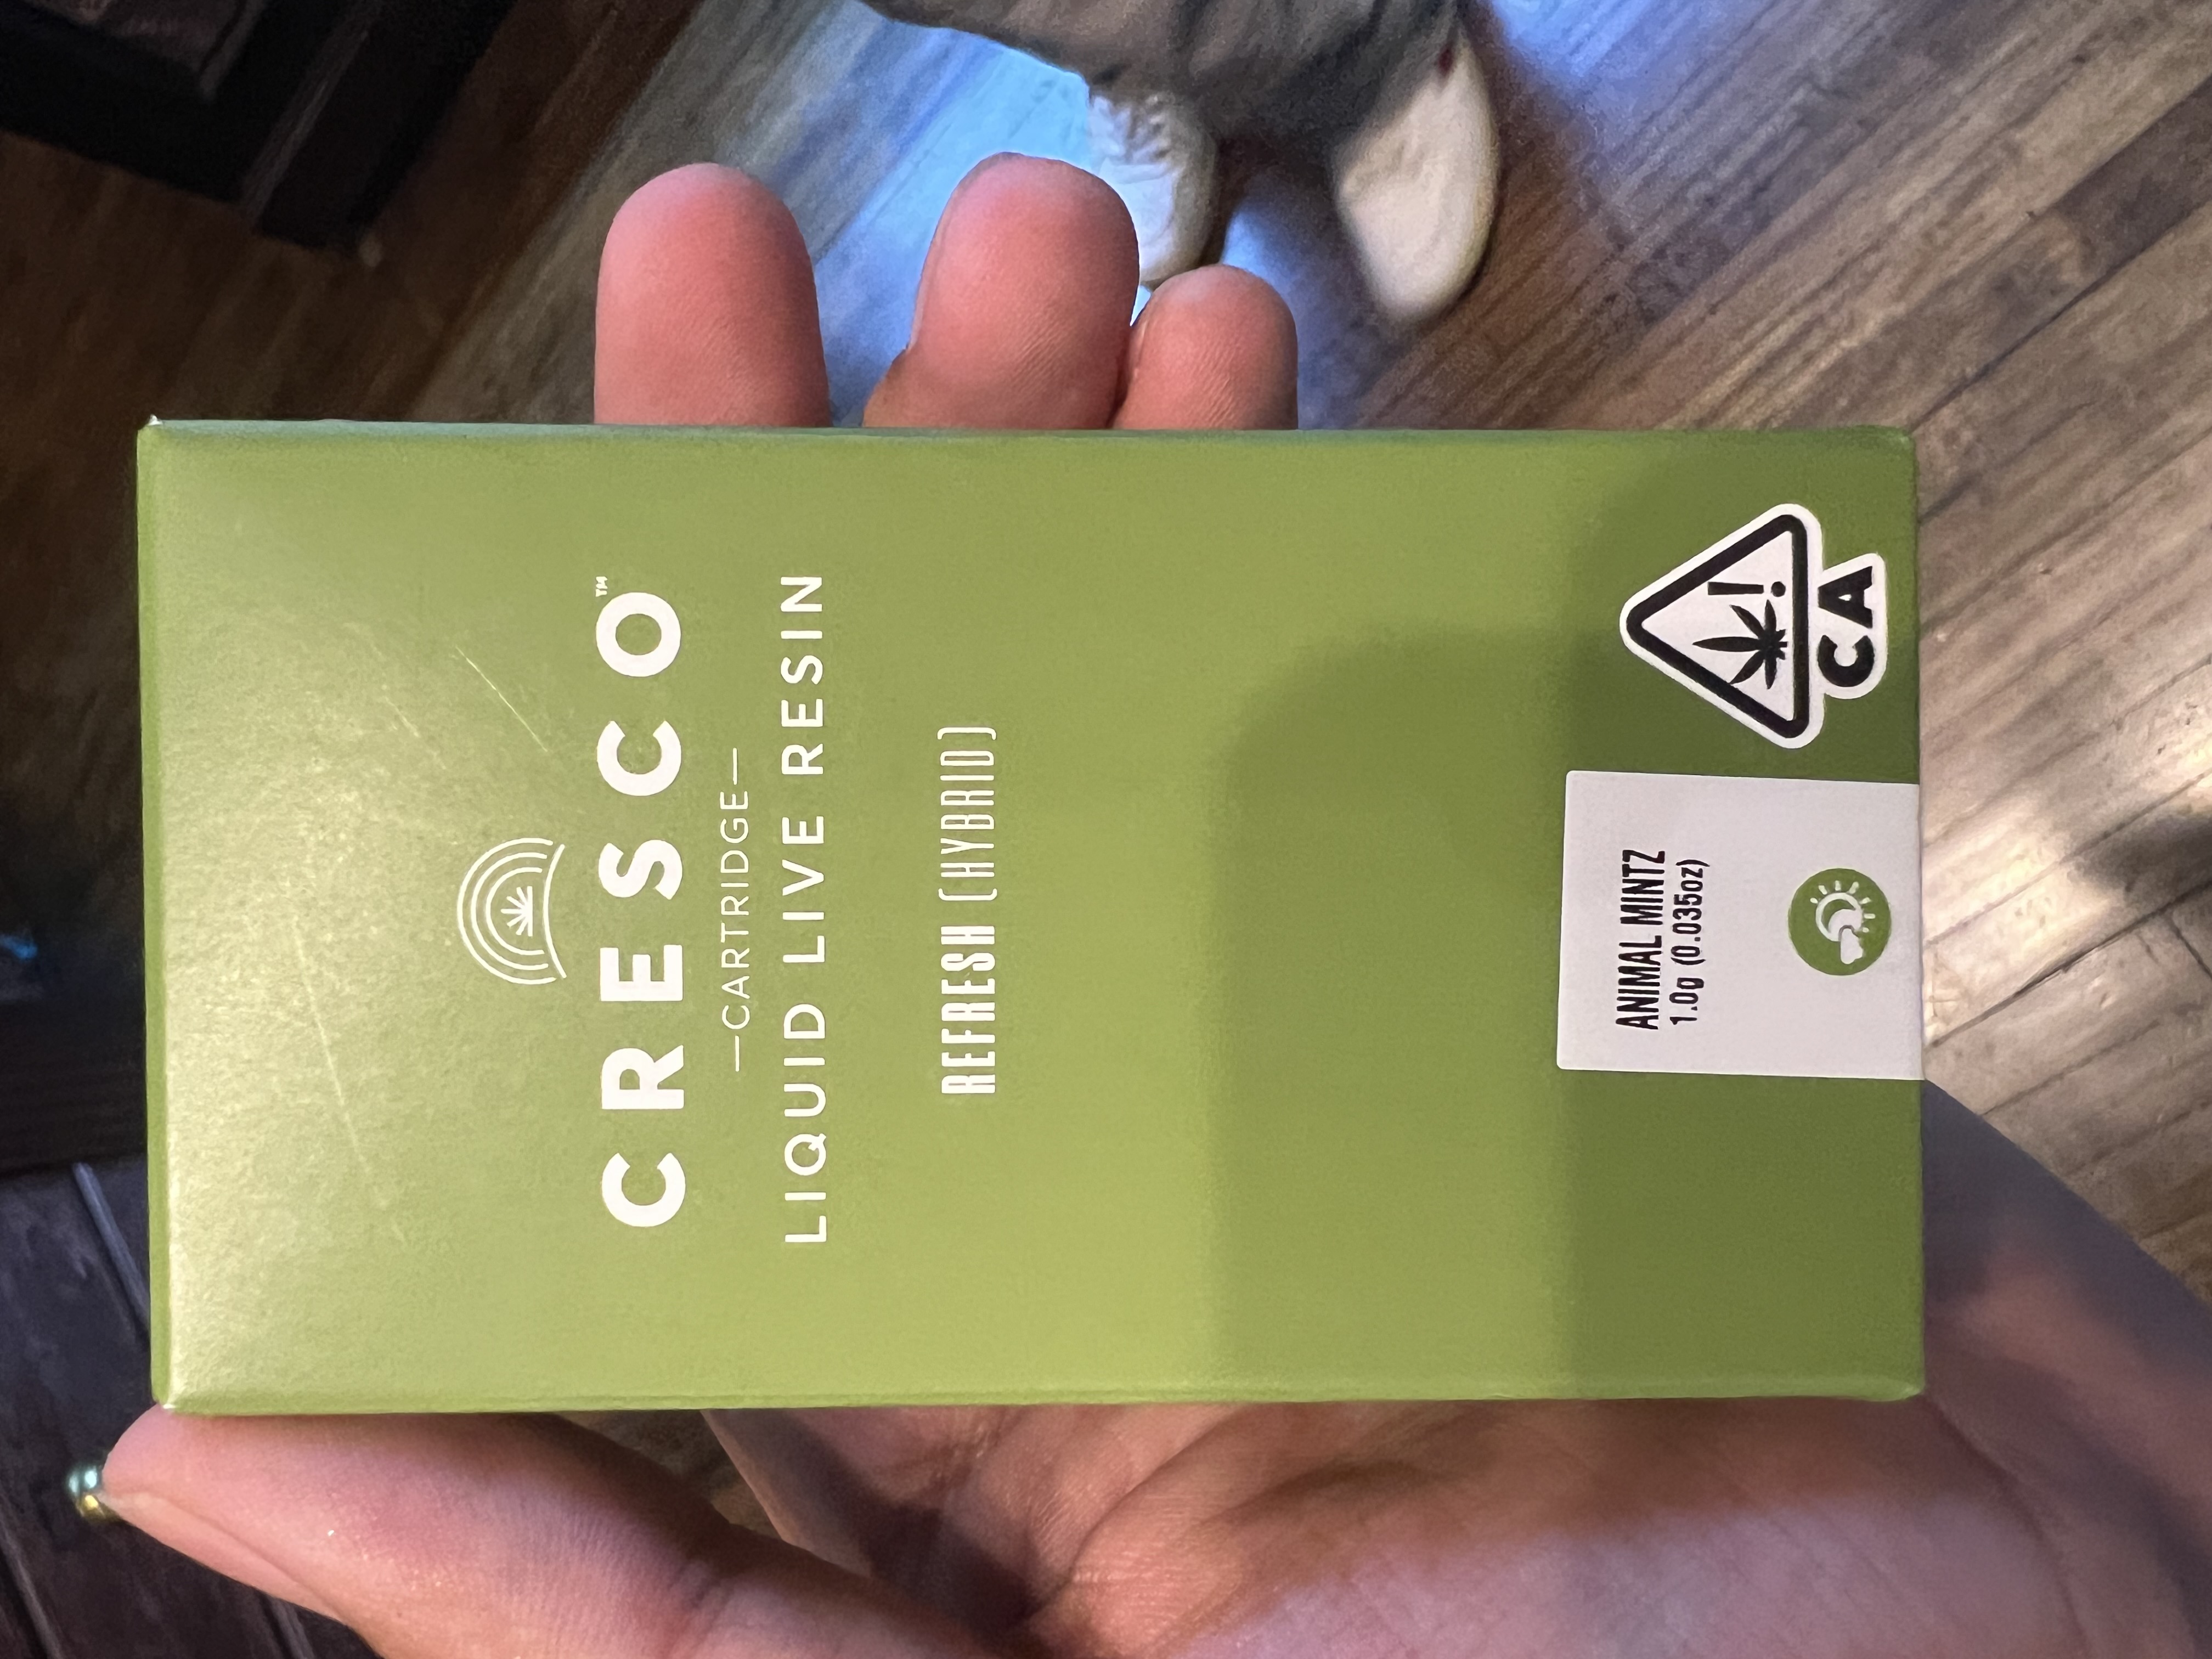 CRESCO™
—CARTRIDGE—
LIQUID LIVE RESIN
REFRESH (HYBRID)
ANIMAL MINTZ
1.0g (0.035oz)
!
CA